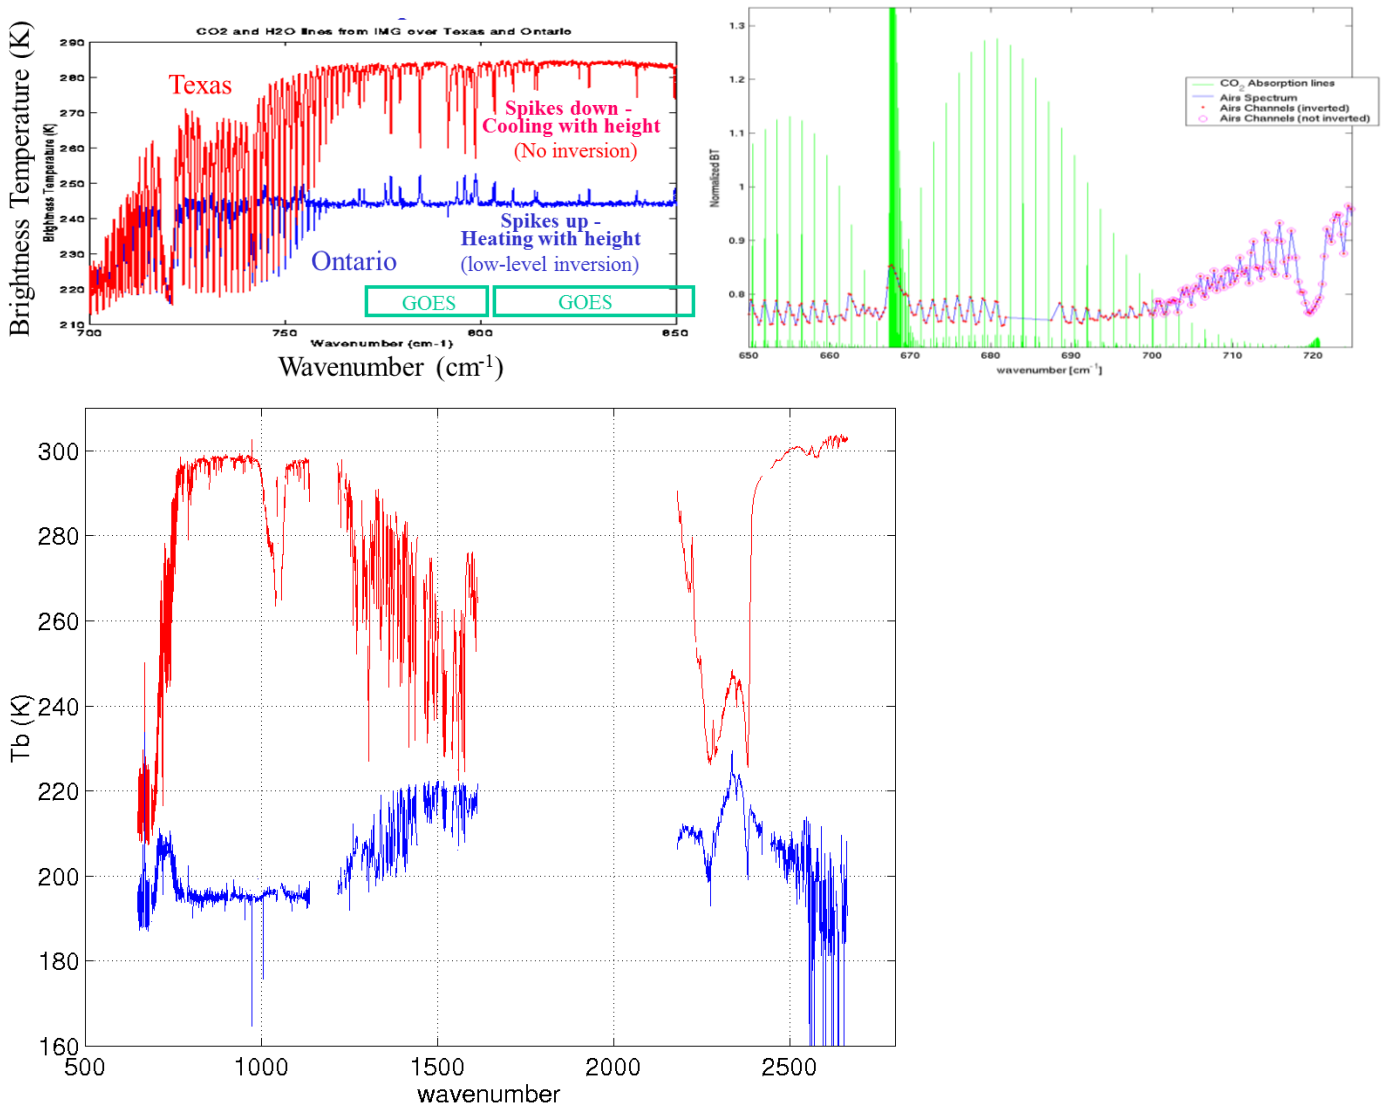 CO2 and H2O lines from IMG over Texas and Ontario
Brightness Temperature (K)
Brightness Temperature (K)
290
280
270
260
250
240
230
220
210
Texas
Spikes down -
Cooling with height
(No inversion)
Spikes up -
Heating with height
(low-level inversion)
Ontario
GOES
GOES
700
750
800
850
Wavenumber (cm-1)
Wavenumber (cm-1)
1.3
1.2
1.1
1
0.9
0.8
Normalized BT
CO2 Absorption lines
Airs Spectrum
Airs Channels (inverted)
Airs Channels (not inverted)
650
660
670
680
690
700
710
720
wavenumber [cm-1]
300
280
260
240
220
200
180
160
Tb (K)
500
1000
1500
2000
2500
wavenumber